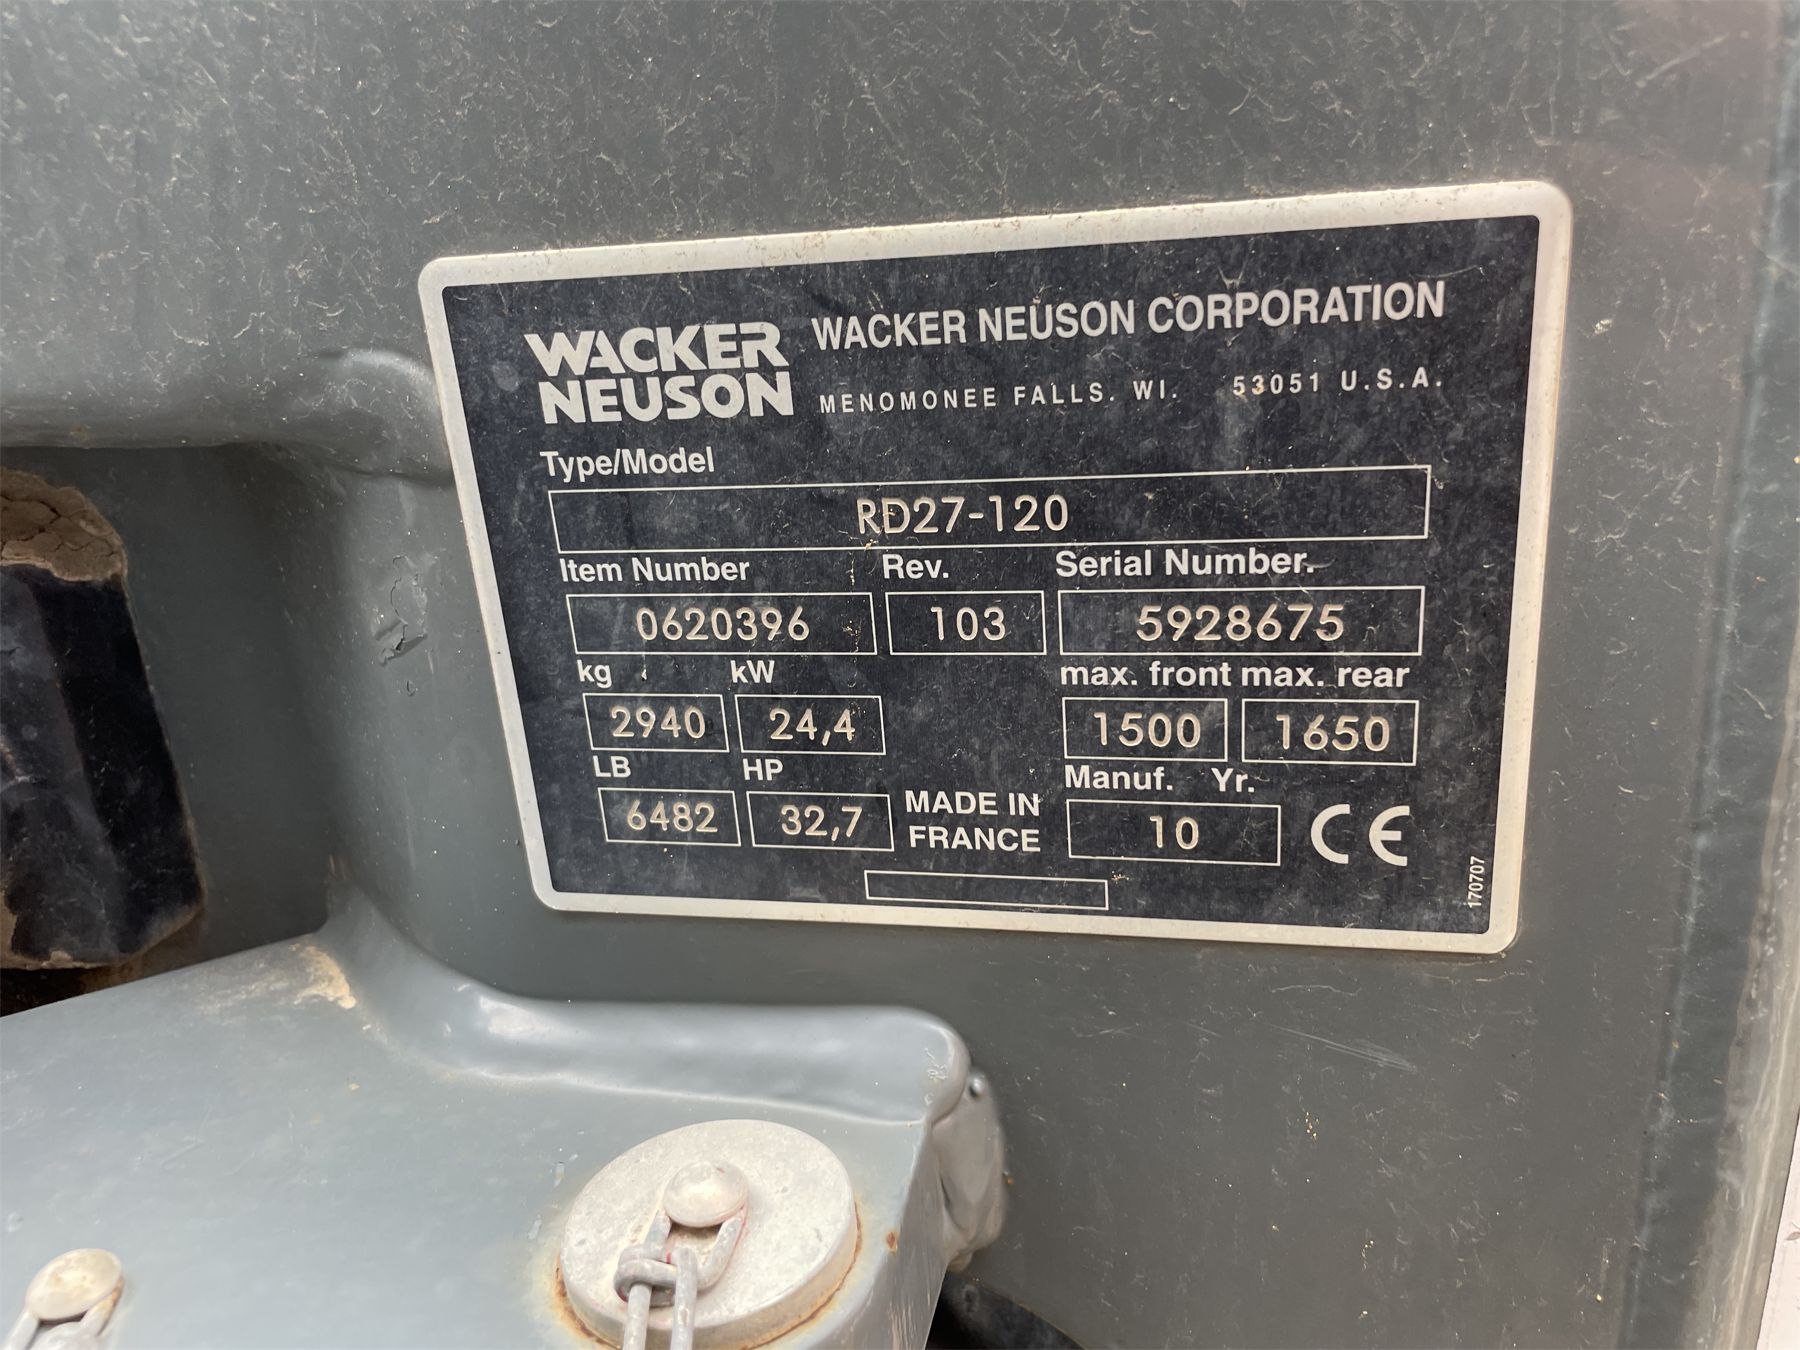 WACKER NEUSON
WACKER NEUSON CORPORATION
MENOMONEE FALLS. WI. 53051 U.S.A.
Type/Model
RD27-120
Item Number Rev. Serial Number.
0620396 103 5928675
kg kW max. front max. rear
2940 24,4 1500 1650
LB HP Manuf. Yr.
6482 32,7 MADE IN FRANCE 10 CE
170707